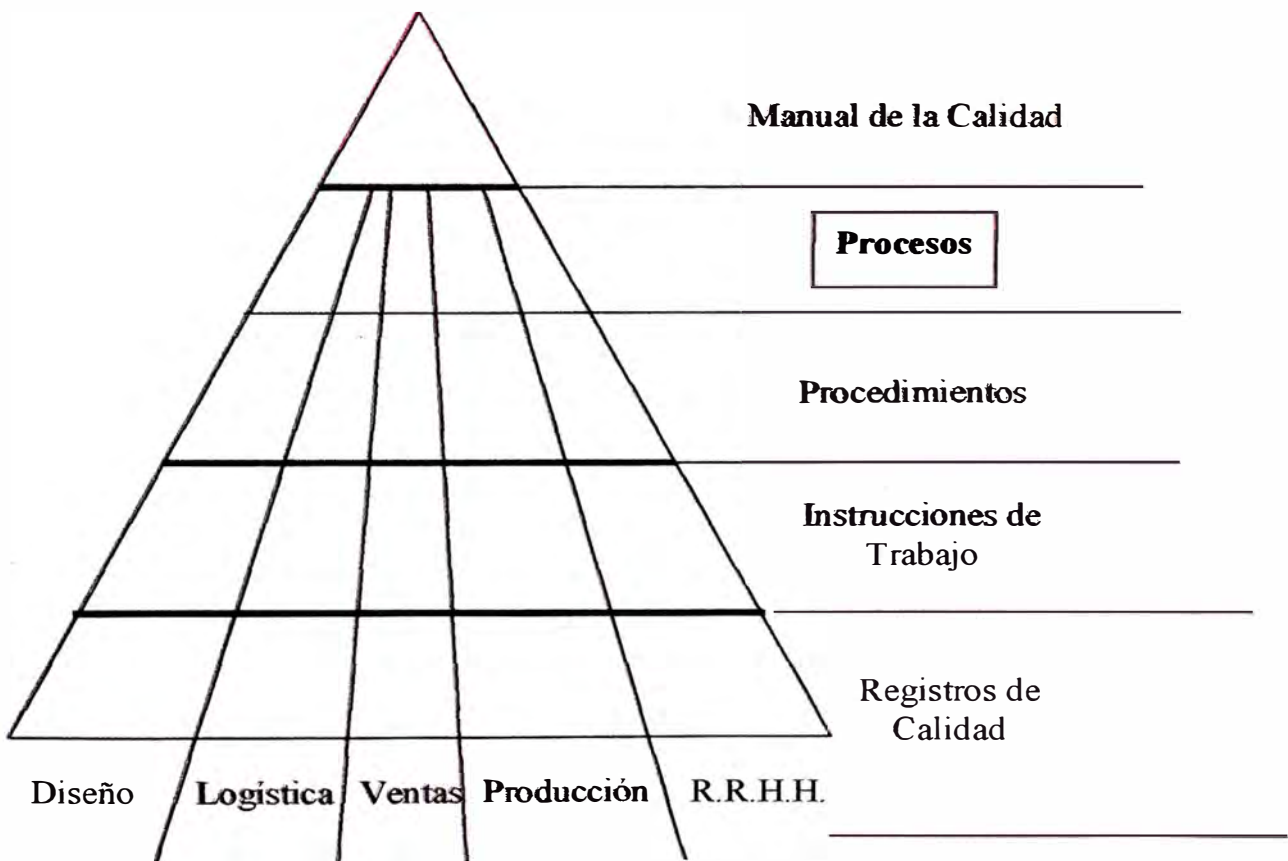 Manual de la Calidad
Procesos
Procedimientos
Instrucciones de
Trabajo
Registros de
Calidad
Diseño Logística Ventas Producción R.R.H.H.